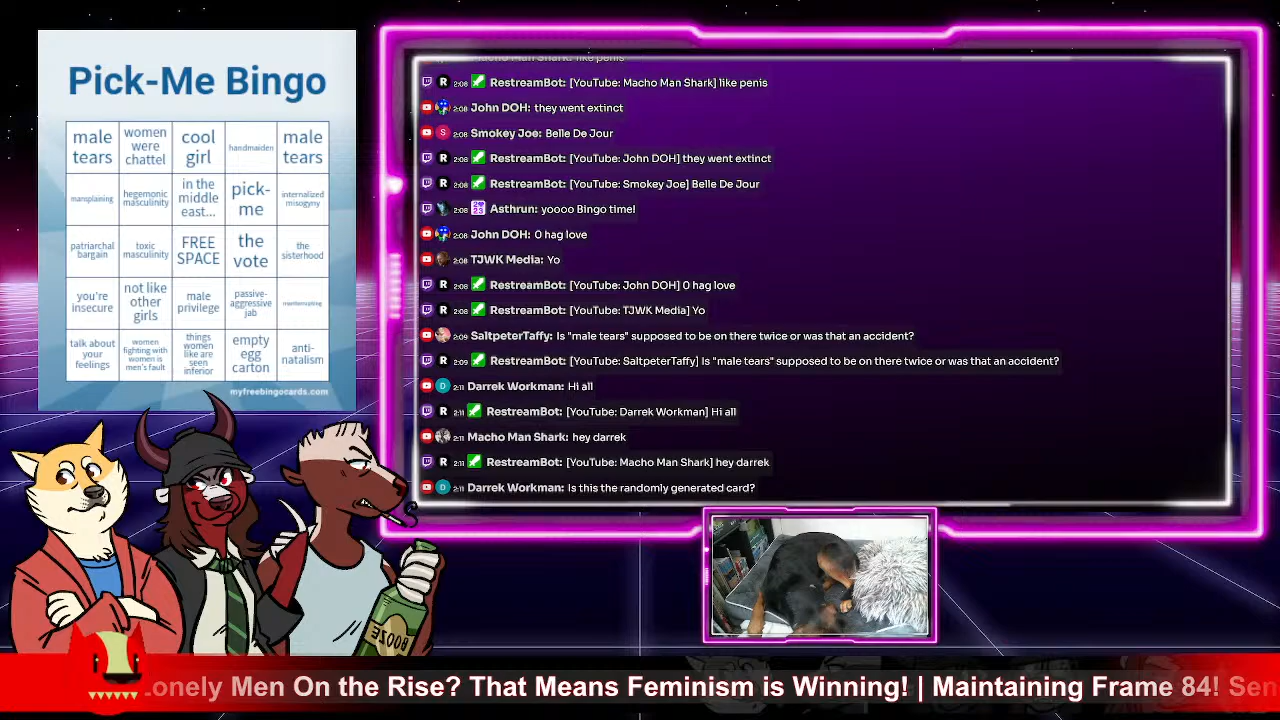 Pick-Me Bingo
male tears
women were chattel
cool girl
handmaiden
male tears
mansplaining
hegemonic masculinity
in the middle east...
pick-me
internalized misogyny
patriarchal bargain
toxic masculinity
FREE SPACE
the vote
the sisterhood
you're insecure
not like other girls
male privilege
passive-aggressive jab
talk about your feelings
women fighting with women is men's fault
things women like are seen inferior
empty egg carton
anti-natalism
myfreebingocards.com
Macho Man Shark: like penis
R 2:08 RestreamBot: [YouTube: Macho Man Shark] like penis
2:08 John DOH: they went extinct
S 2:08 Smokey Joe: Belle De Jour
R 2:08 RestreamBot: [YouTube: John DOH] they went extinct
R 2:08 RestreamBot: [YouTube: Smokey Joe] Belle De Jour
2:08 Asthrun: yoooo Bingo time!
2:08 John DOH: 0 hag love
2:08 TJWK Media: Yo
R 2:08 RestreamBot: [YouTube: John DOH] 0 hag love
R 2:08 RestreamBot: [YouTube: TJWK Media] Yo
2:09 SaltpeterTaffy: Is "male tears" supposed to be on there twice or was that an accident?
R 2:09 RestreamBot: [YouTube: SaltpeterTaffy] Is "male tears" supposed to be on there twice or was that an accident?
D 2:11 Darrek Workman: Hi all
R 2:11 RestreamBot: [YouTube: Darrek Workman] Hi all
2:11 Macho Man Shark: hey darrek
R 2:11 RestreamBot: [YouTube: Macho Man Shark] hey darrek
D 2:11 Darrek Workman: Is this the randomly generated card?
BOOZE
Lonely Men On the Rise? That Means Feminism is Winning! | Maintaining Frame 84! Sen